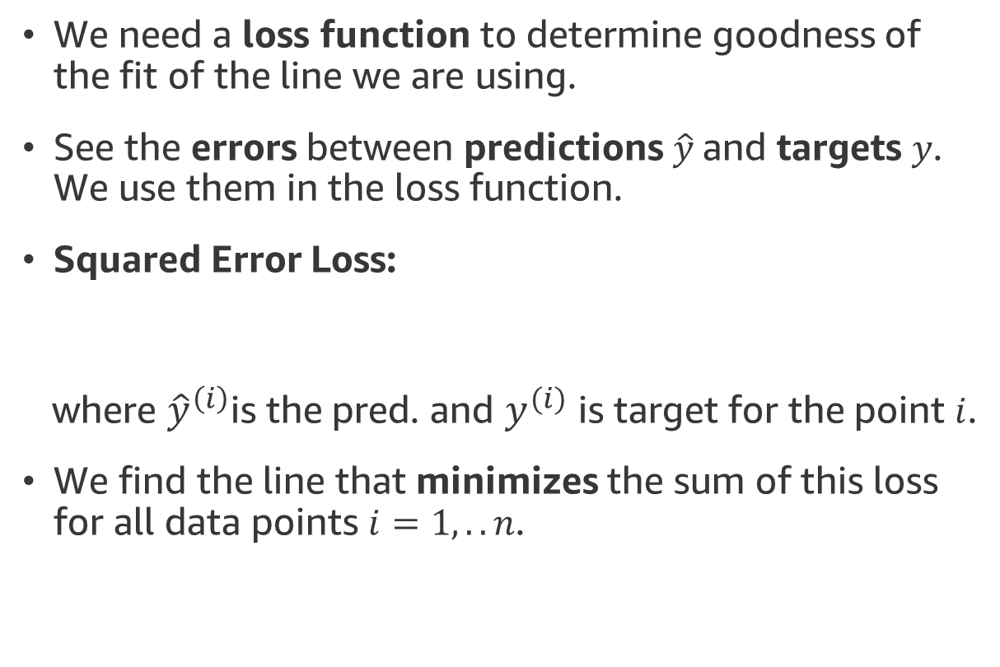 • We need a loss function to determine goodness of
the fit of the line we are using.
• See the errors between predictions ŷ and targets y.
We use them in the loss function.
• Squared Error Loss:
where ŷ⁽ⁱ⁾is the pred. and y⁽ⁱ⁾ is target for the point i.
• We find the line that minimizes the sum of this loss
for all data points i = 1,..n.